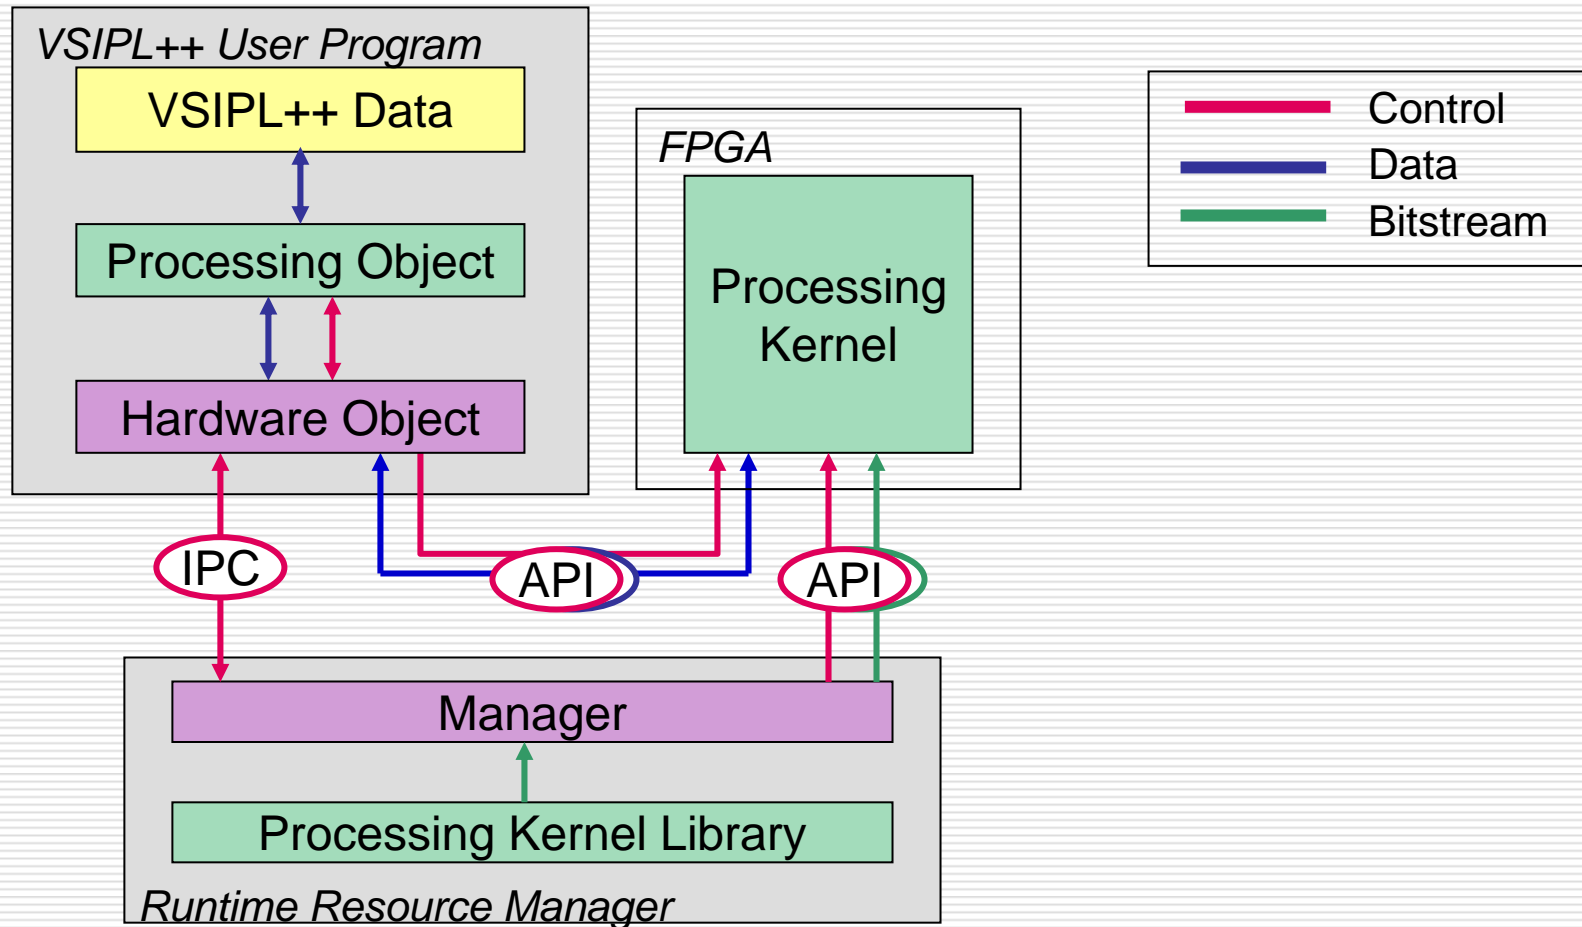 VSIPL++ User Program
VSIPL++ Data
Processing Object
Hardware Object
FPGA
Processing
Kernel
Control
Data
Bitstream
IPC
API
API
Manager
Processing Kernel Library
Runtime Resource Manager